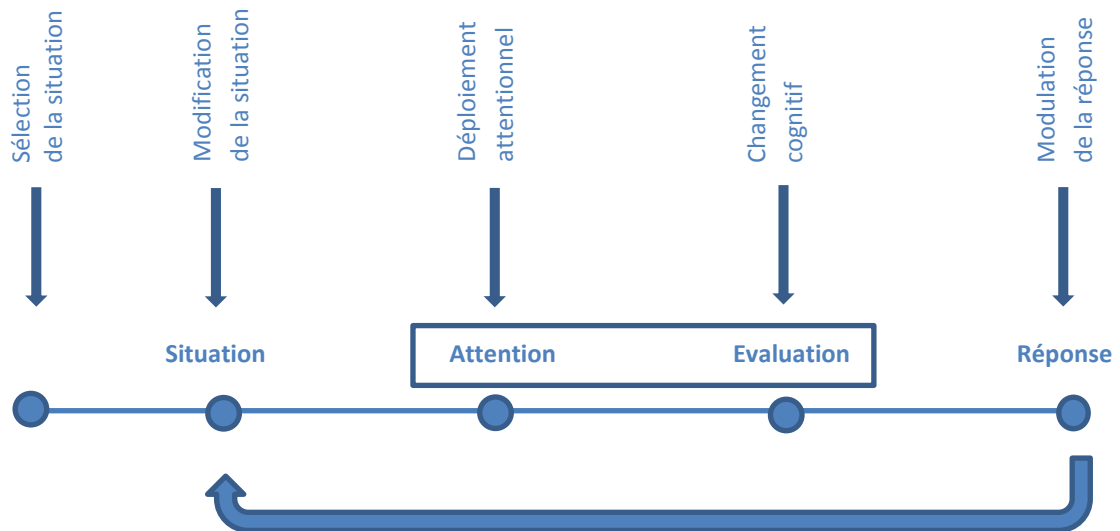 Sélection
de la situation
Modification
de la situation
Déploiement
attentionnel
Changement
cognitif
Modulation
de la réponse
Situation
Attention
Evaluation
Réponse